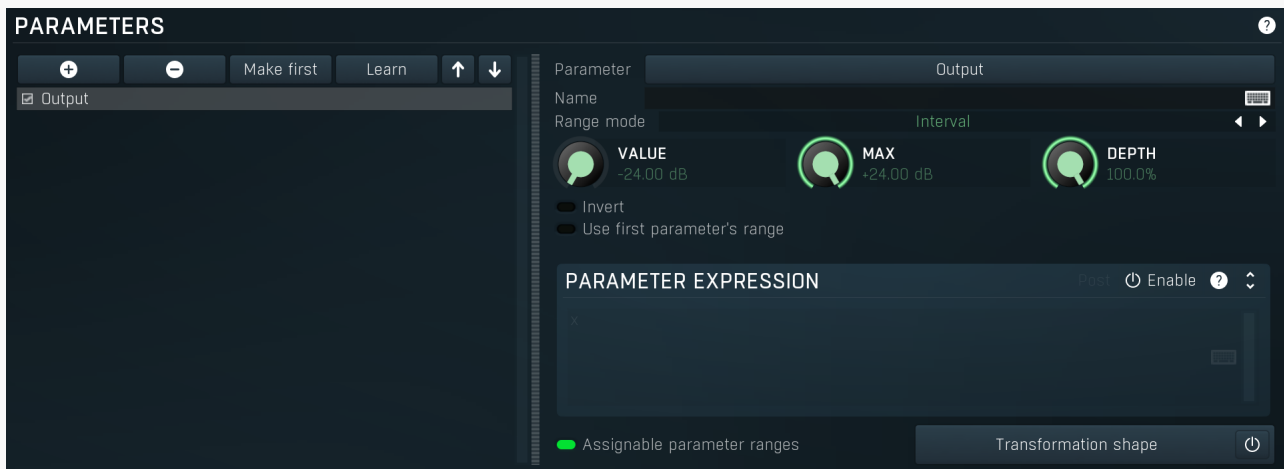 PARAMETERS
?
Make first Learn
Output
Parameter Output
Name
Range mode Interval
VALUE
-24.00 dB
MAX
+24.00 dB
DEPTH
100.0%
Invert
Use first parameter's range
PARAMETER EXPRESSION Post Enable ?
x
Assignable parameter ranges Transformation shape